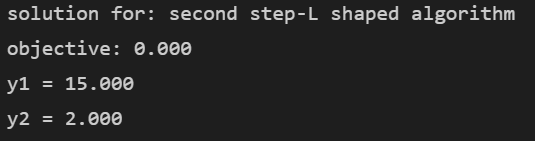 solution for: second step-L shaped algorithm
objective: 0.000
y1 = 15.000
y2 = 2.000